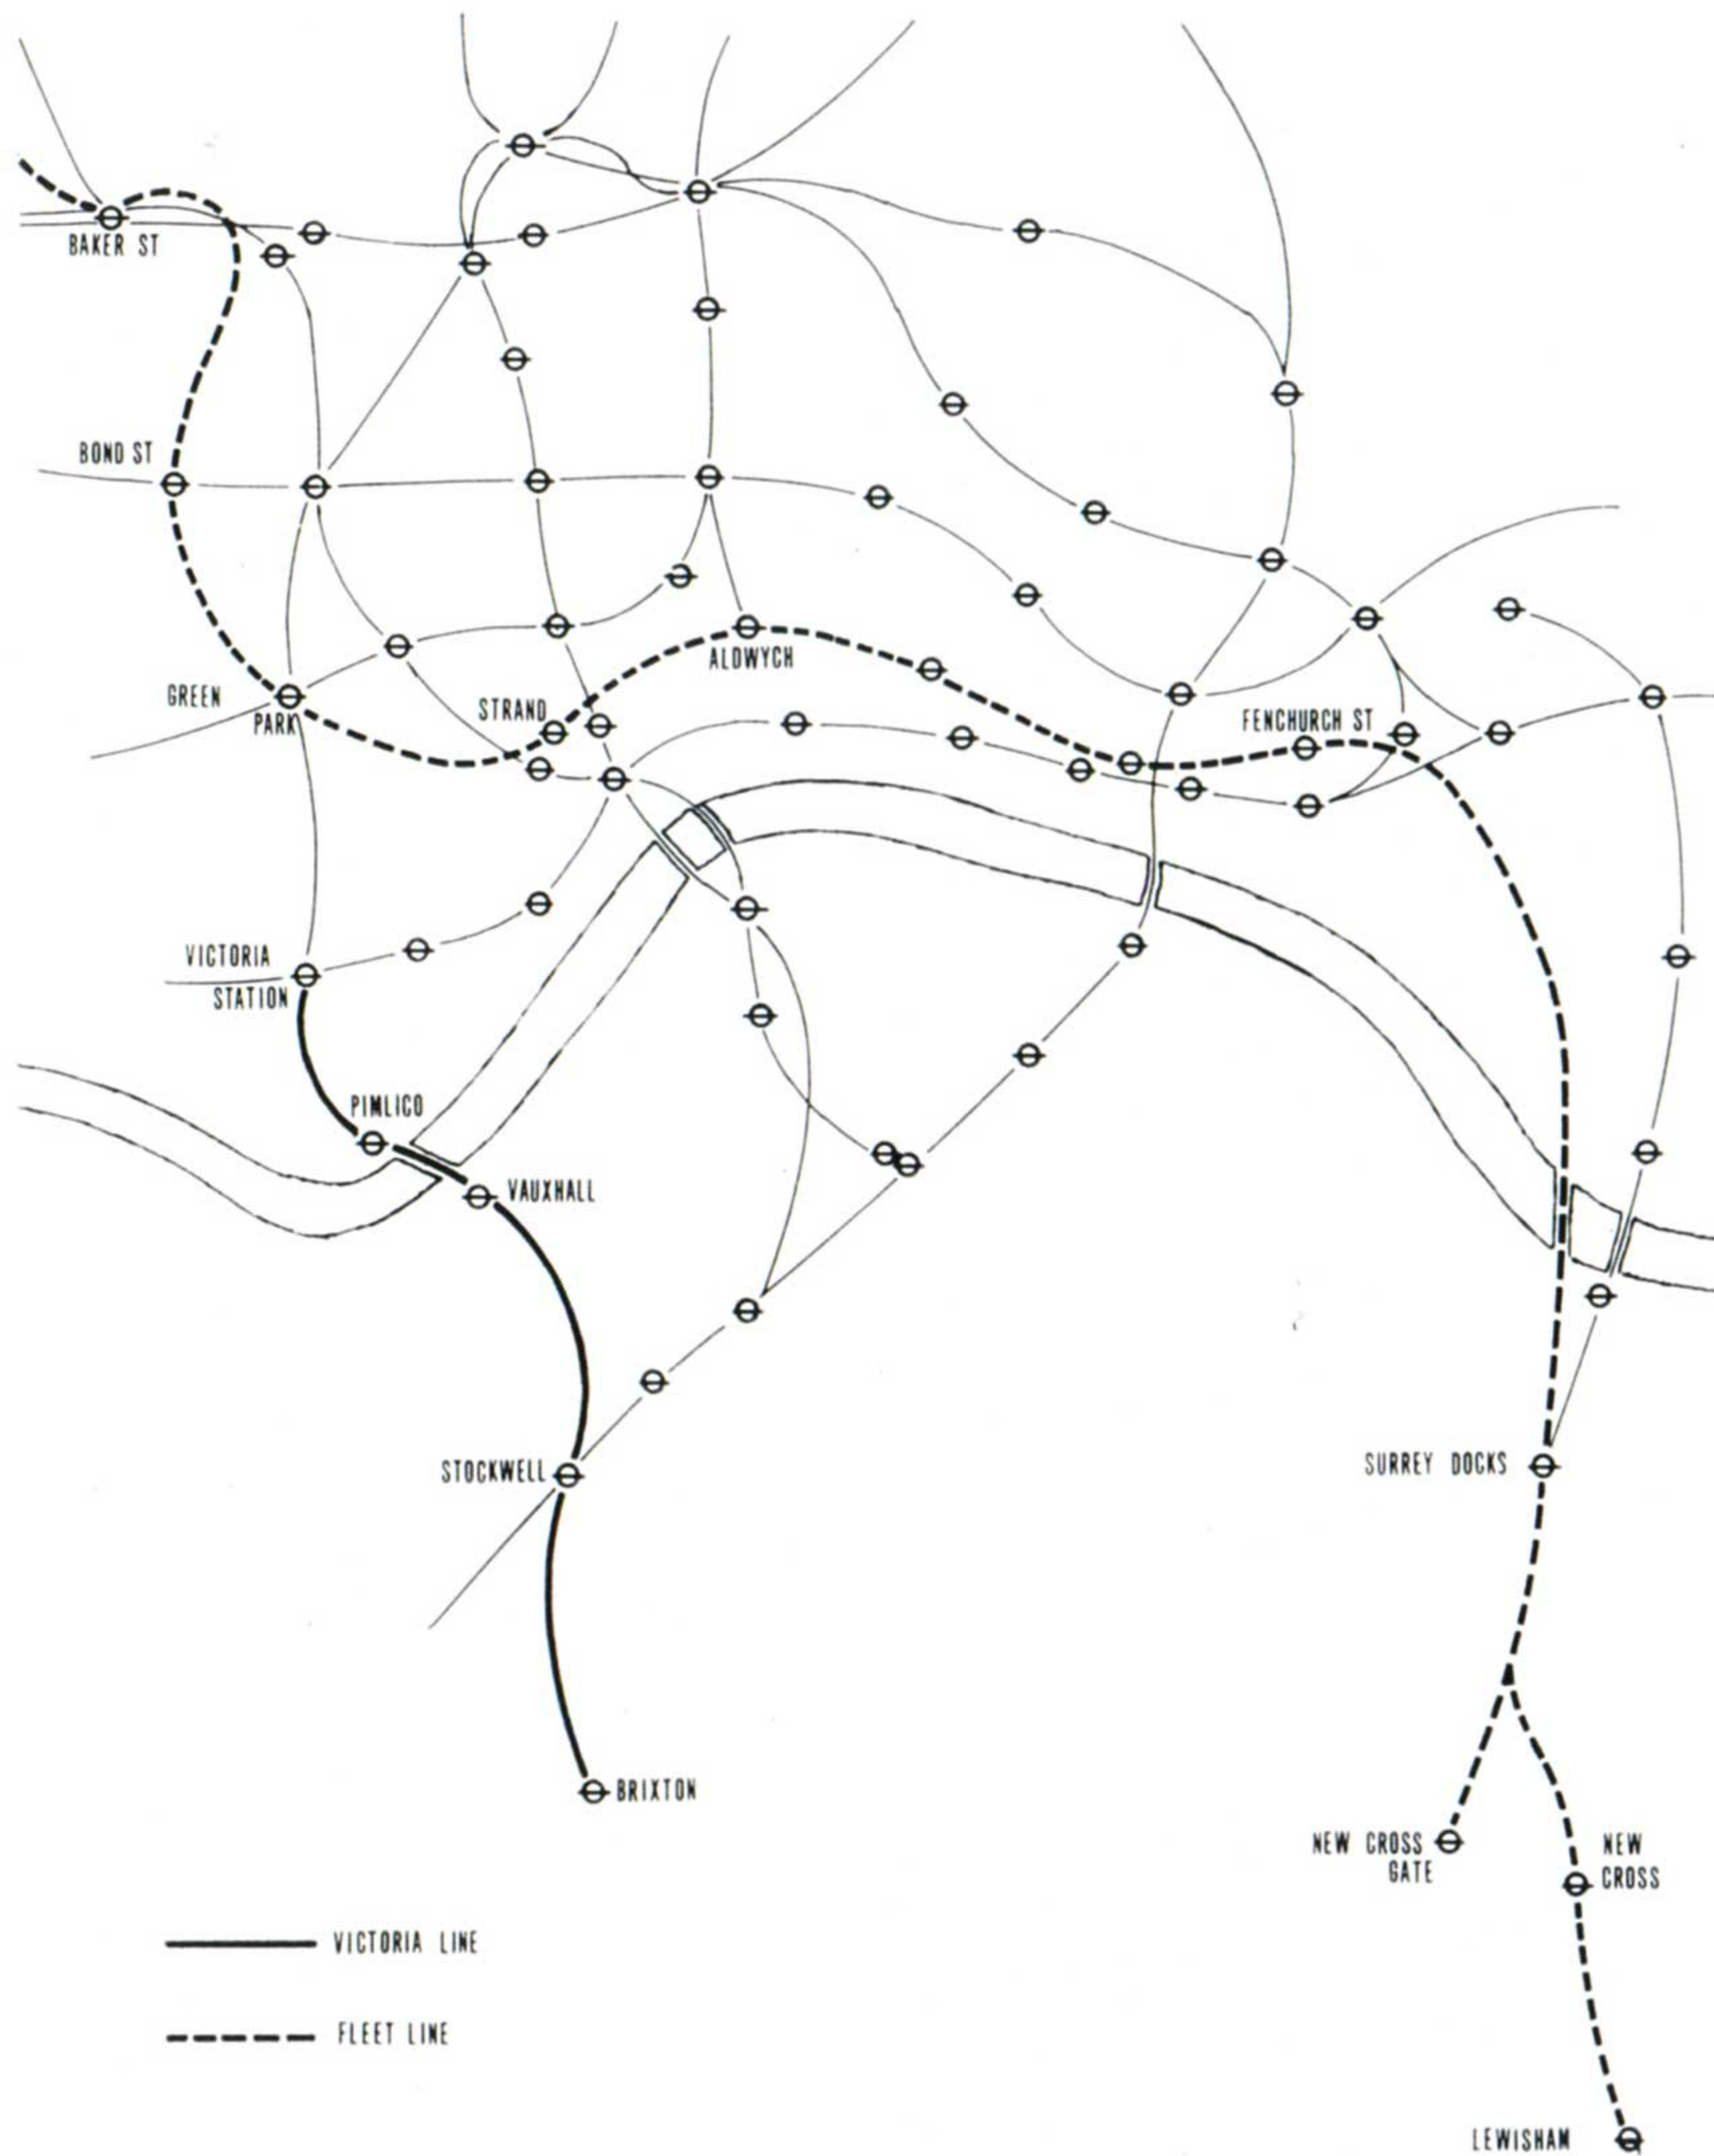 BAKER ST
BOND ST
GREEN
PARK
STRAND
ALDWYCH
FENCHURCH ST
VICTORIA
STATION
PIMLICO
VAUXHALL
STOCKWELL
SURREY DOCKS
BRIXTON
NEW CROSS
GATE
NEW
CROSS
VICTORIA LINE
FLEET LINE
LEWISHAM